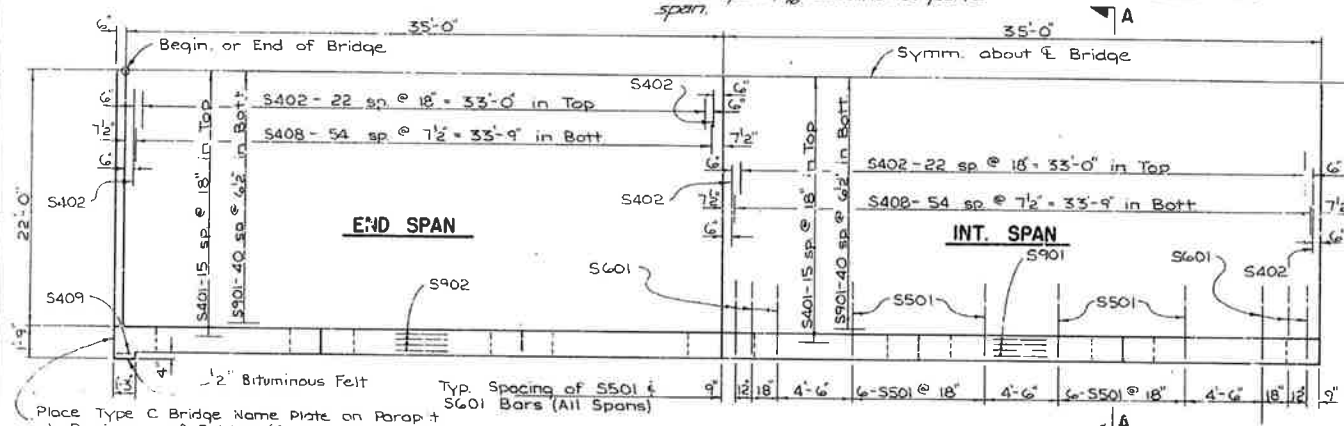 span.
A
6"
35'-0"
35'-0"
Begin. or End of Bridge
Symm. about ℄ Bridge
S402
6"
6"
6"
S402 - 22 sp. @ 18" = 33'-0" in Top
7½"
S408 - 54 sp. @ 7½" = 33'-9" in Bott.
7½"
6"
6"
S402 - 22 sp. @ 18" = 33'-0" in Top
6"
S402
S402
7½"
S408 - 54 sp. @ 7½" = 33'-9" in Bott.
6"
22'-0"
S401-15 sp @ 18" in Top
S901-40 sp @ 6½" in Bott
END SPAN
S401-15 sp @ 18" in Top
S901-40 sp @ 6½" in Bott
INT. SPAN
6"
S409
S902
S601
S901
S601
S402
S501
S501
1'-9"
4"
½" Bituminous Felt
Typ. Spacing of S501 &
S601 Bars (All Spans)
9"
12"
18"
4'-6"
6-S501 @ 18"
4'-6"
6-S501 @ 18"
4'-6"
18"
12"
9"
Place Type C Bridge Name Plate on
A